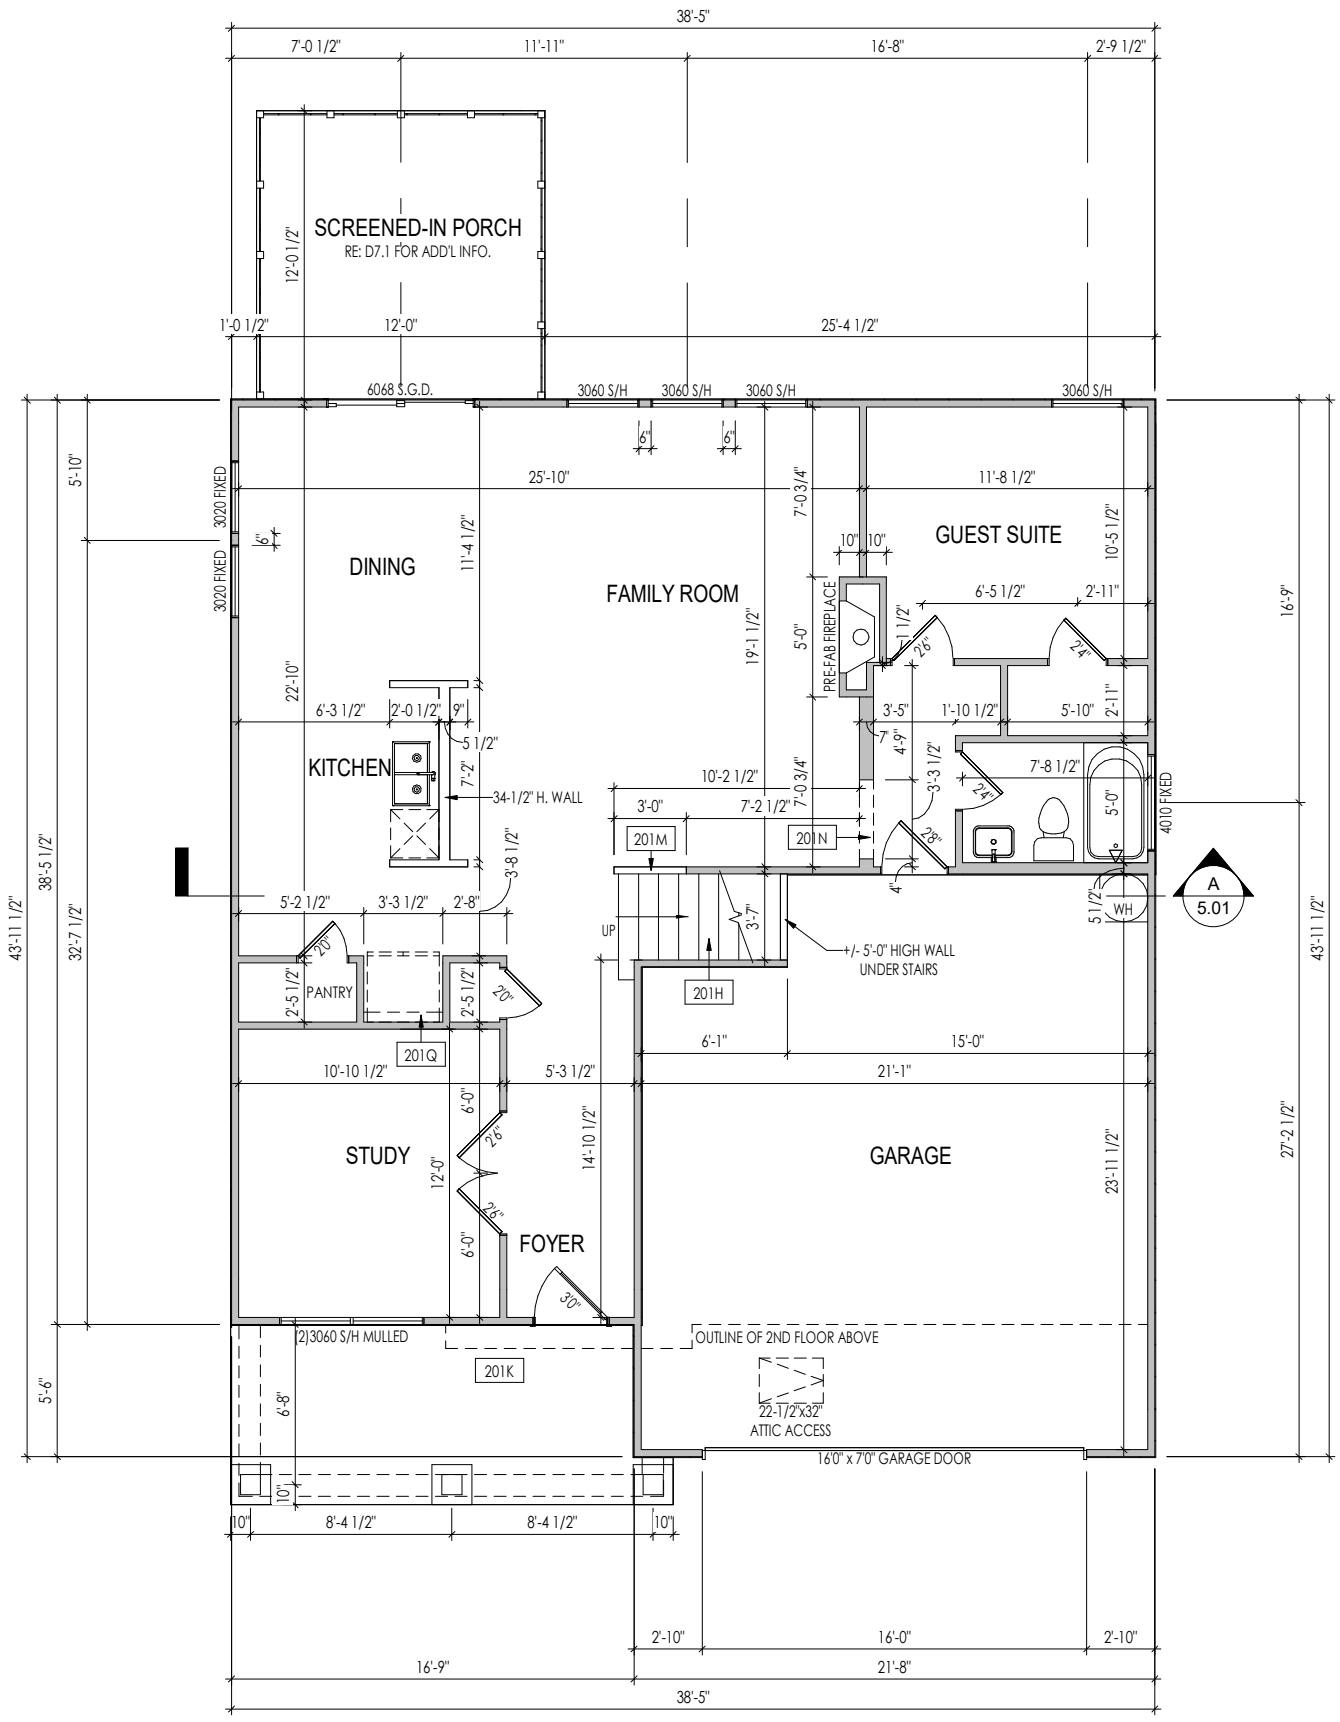 38'-5"
7'-0 1/2"
11'-11"
16'-8"
2'-9 1/2"
SCREENED-IN PORCH
RE: D7.1 FOR ADD'L INFO.
12'-0 1/2"
1'-0 1/2"
12'-0"
25'-4 1/2"
6068 S.G.D.
3060 S/H
3060 S/H
3060 S/H
3060 S/H
6"
6"
5'-10"
3020 FIXED
25'-10"
7'-0 3/4"
11'-8 1/2"
6"
11'-4 1/2"
10"
10"
GUEST SUITE
10'-5 1/2"
DINING
FAMILY ROOM
3020 FIXED
6'-5 1/2"
2'-11"
16'-9"
PRE-FAB FIREPLACE
5'-0"
19'-1 1/2"
1 1/2"
2'6"
2'4"
22'-10"
6'-3 1/2"
2'-0 1/2"
9"
5 1/2"
3'-5"
1'-10 1/2"
5'-10"
2'-11"
7"
4'-9"
KITCHEN
7'-2"
34-1/2" H. WALL
10'-2 1/2"
7'-0 3/4"
3'-3 1/2"
7'-8 1/2"
2'4"
5'-0"
4010 FIXED
3'-0"
7'-2 1/2"
201M
201N
2'8"
3'-8 1/2"
38'-5 1/2"
43'-11 1/2"
32'-7 1/2"
5'-2 1/2"
3'-3 1/2"
2'-8"
4"
5 1/2"
WH
A
5.01
43'-11 1/2"
UP
3'-7"
2'0"
+/- 5'-0" HIGH WALL
UNDER STAIRS
2'-5 1/2"
PANTRY
2'-5 1/2"
2'0"
201H
201Q
6'-1"
15'-0"
10'-10 1/2"
5'-3 1/2"
21'-1"
6'-0"
2'6"
STUDY
12'-0"
14'-10 1/2"
GARAGE
23'-11 1/2"
27'-2 1/2"
2'6"
6'-0"
FOYER
3'0"
(2)3060 S/H MULLED
OUTLINE OF 2ND FLOOR ABOVE
201K
5'-6"
6'-8"
22-1/2"x32"
ATTIC ACCESS
16'0" x 7'0" GARAGE DOOR
10"
10"
8'-4 1/2"
8'-4 1/2"
10"
2'-10"
16'-0"
2'-10"
16'-9"
21'-8"
38'-5"